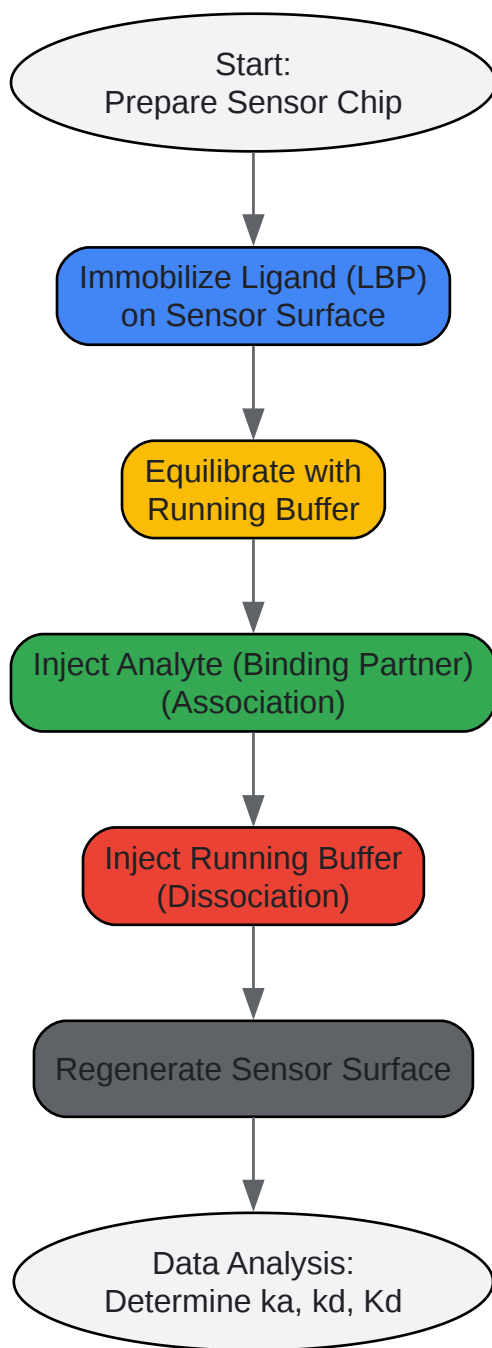 Start:
Prepare Sensor Chip
Immobilize Ligand (LBP)
on Sensor Surface
Equilibrate with
Running Buffer
Inject Analyte (Binding Partner)
(Association)
Inject Running Buffer
(Dissociation)
Regenerate Sensor Surface
Data Analysis:
Determine ka, kd, Kd